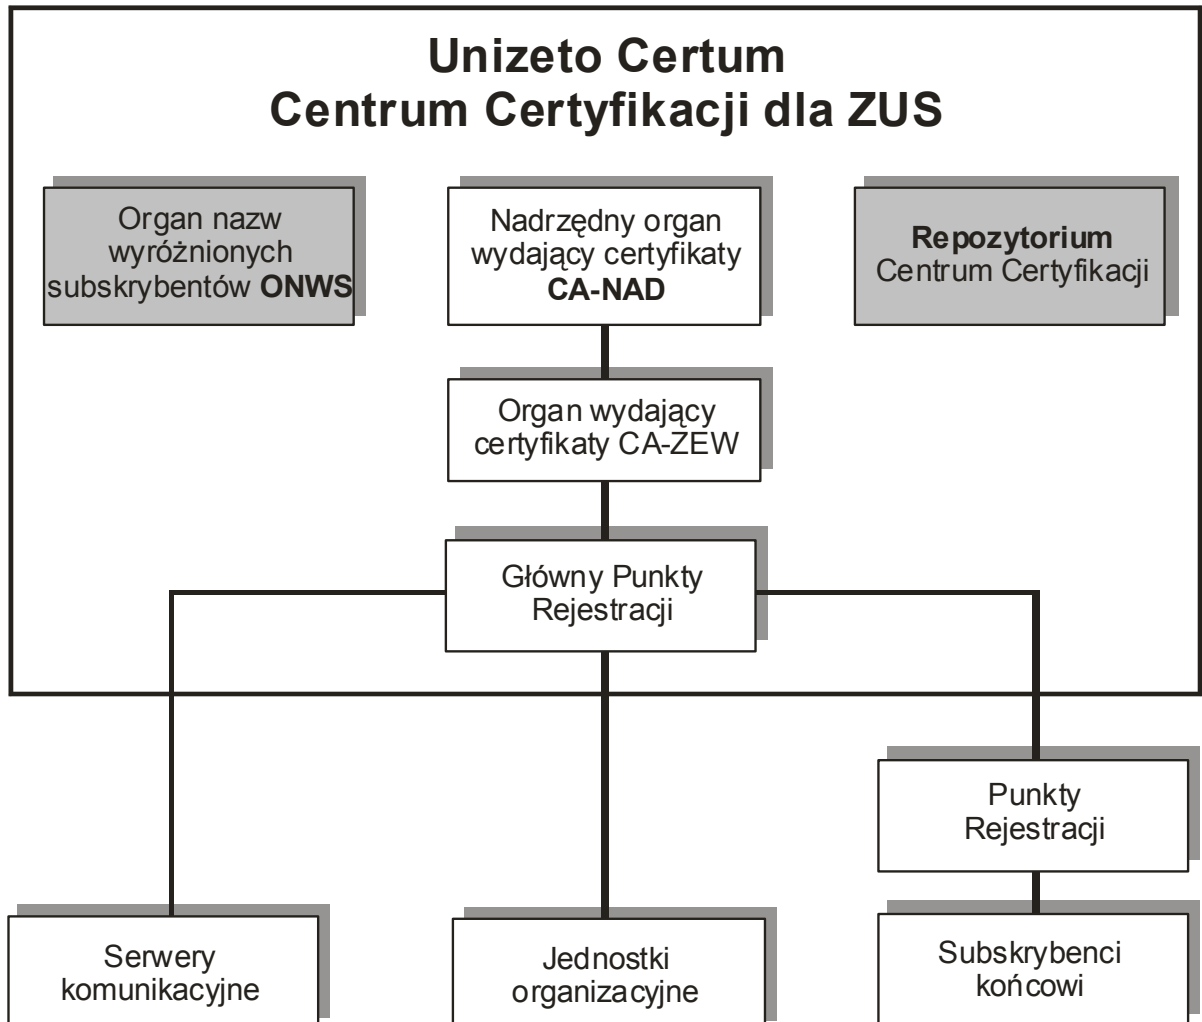 Unizeto Certum
Centrum Certyfikacji dla ZUS
Organ nazw
wyróżnionych
subskrybentów ONWS
Nadrzędny organ
wydający certyfikaty
CA-NAD
Repozytorium
Centrum Certyfikacji
Organ wydający
certyfikaty CA-ZEW
Główny Punkty
Rejestracji
Punkty
Rejestracji
Serwery
komunikacyjne
Jednostki
organizacyjne
Subskrybenci
końcowi